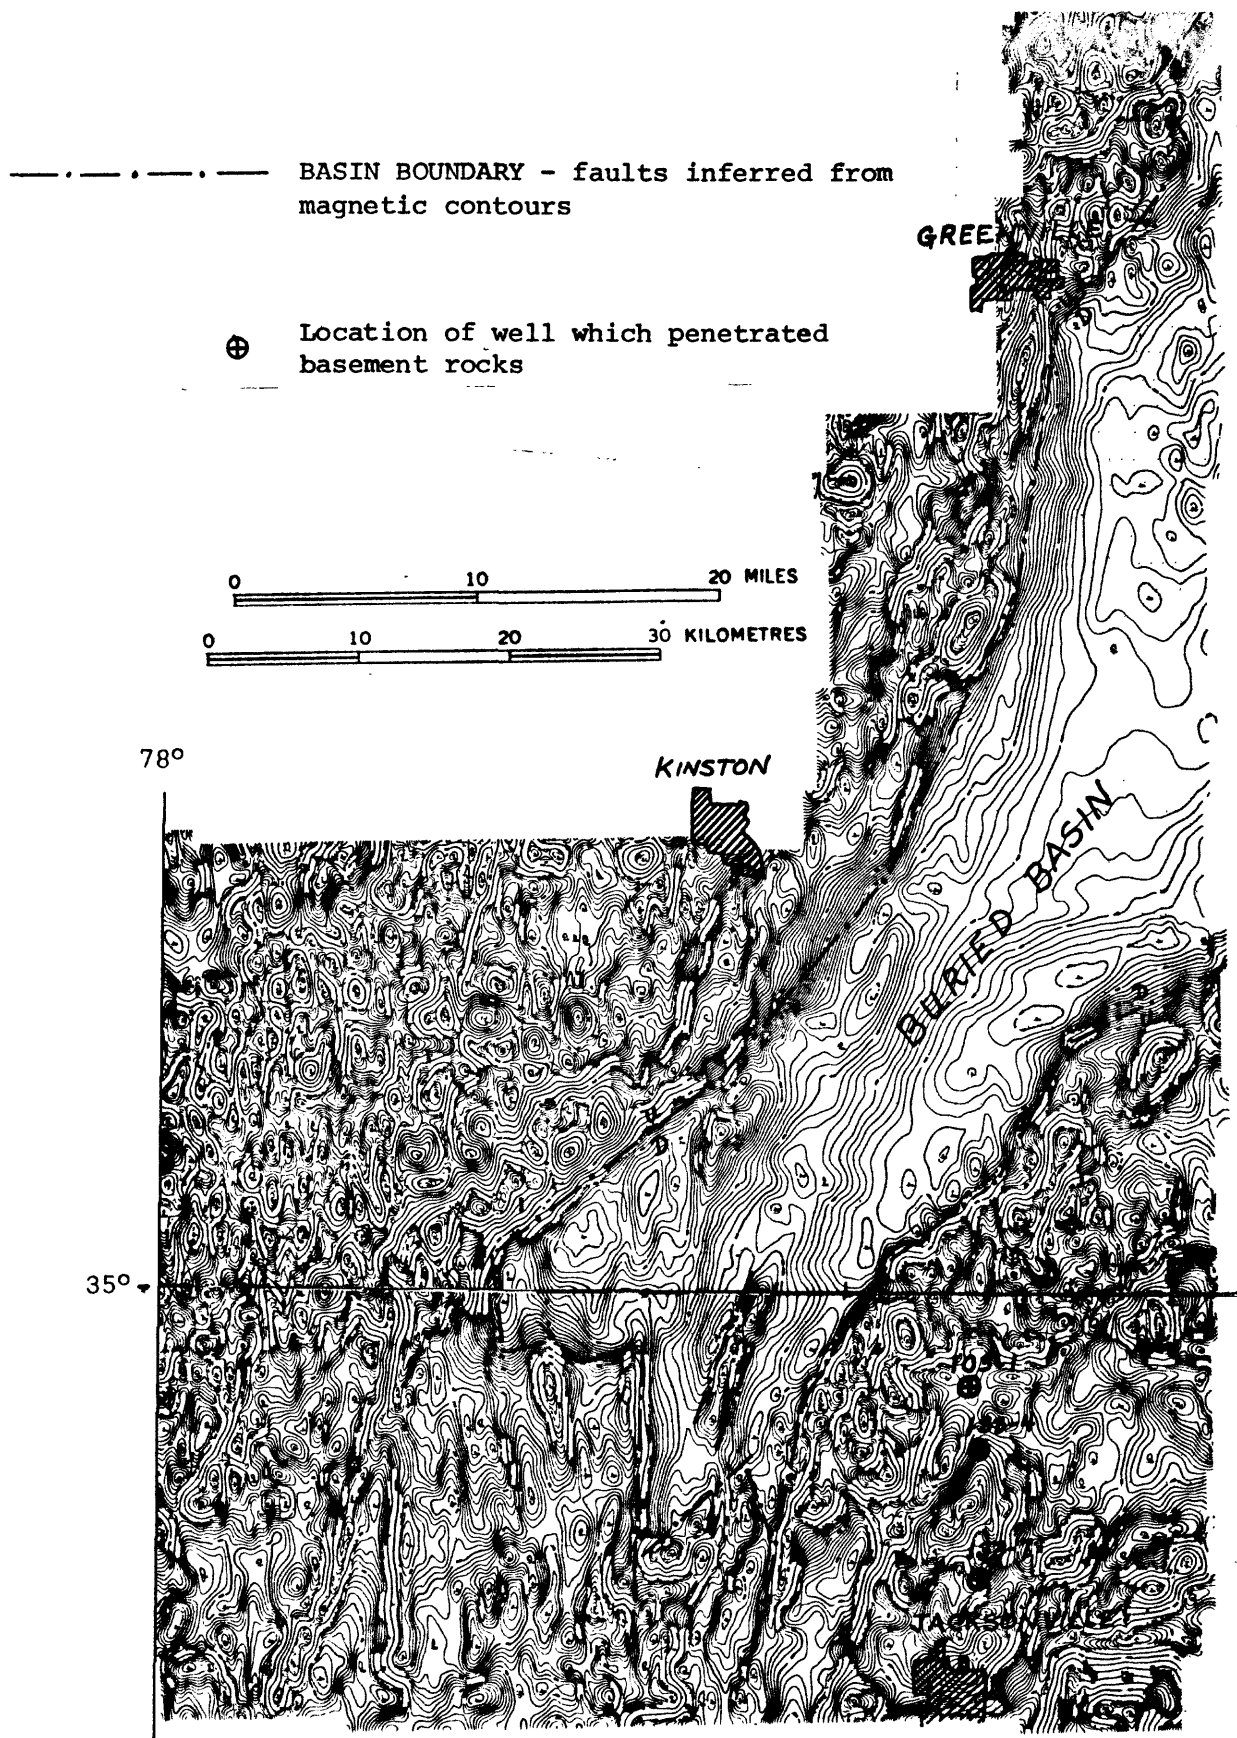 BASIN BOUNDARY - faults inferred from
magnetic contours
GREENVILLE
Location of well which penetrated
basement rocks
0 10 20 MILES
0 10 20 30 KILOMETRES
78°
KINSTON
BURIED BASIN
D
U
D
35°
JACKSONVILLE